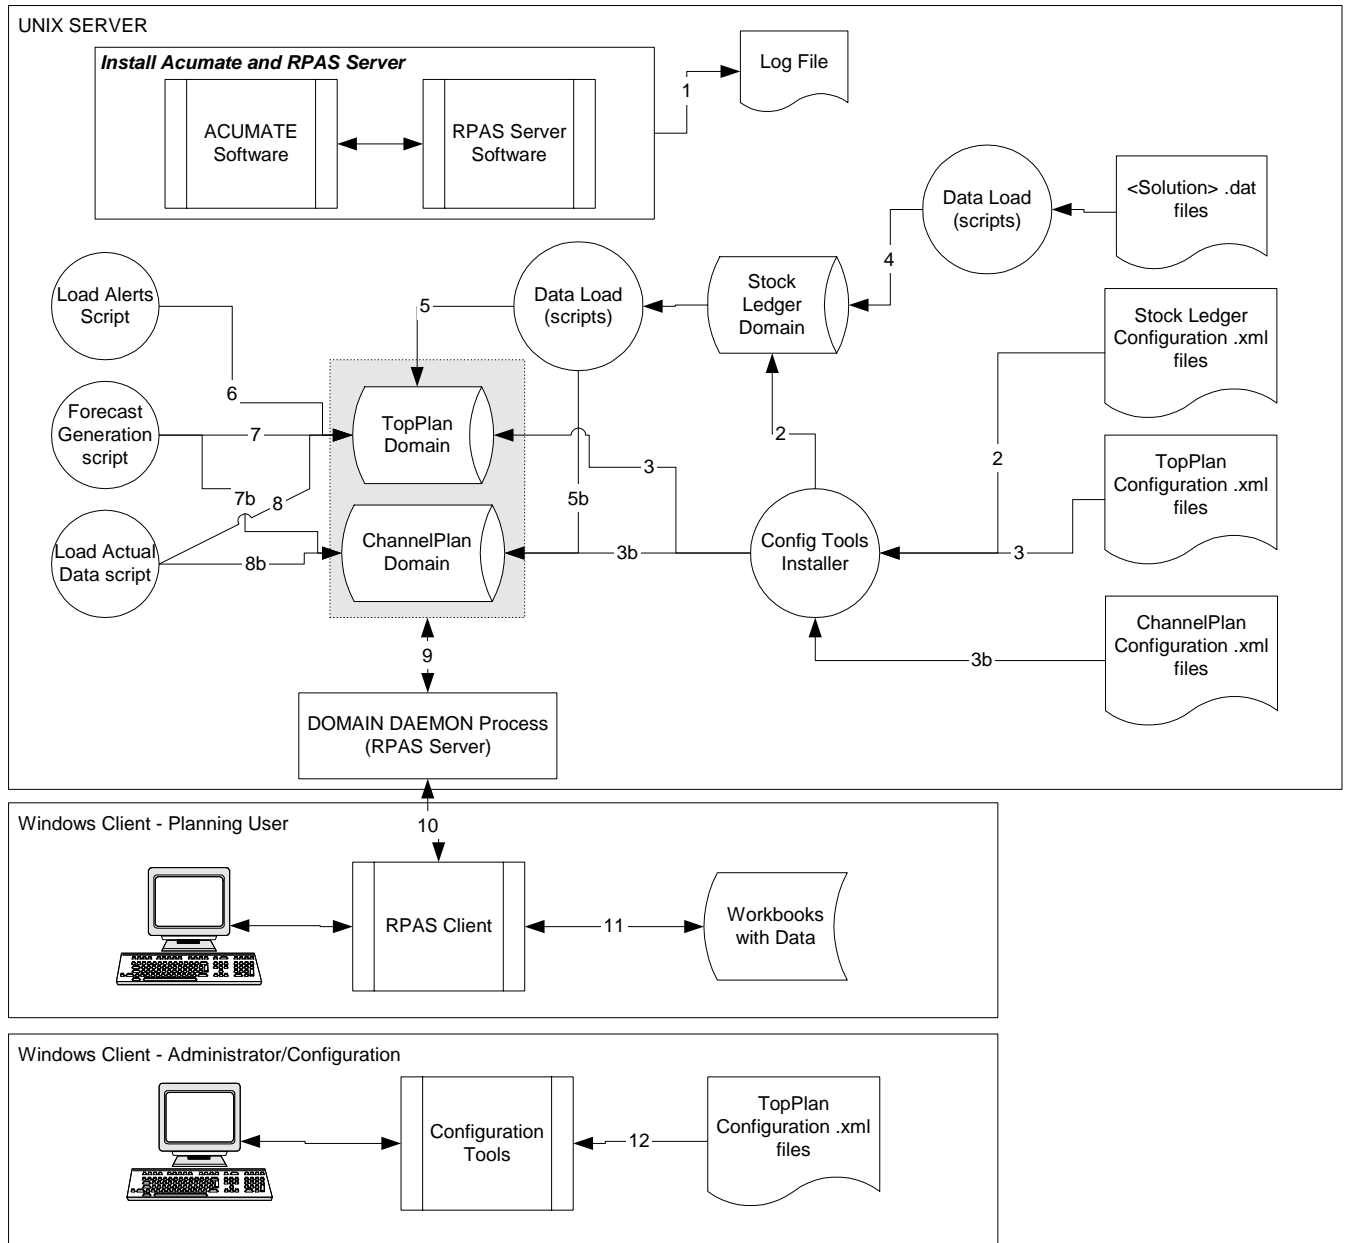 UNIX SERVER
Install Acumate and RPAS Server
ACUMATE
Software
RPAS Server
Software
1
Log File
<Solution> .dat
files
Data Load
(scripts)
4
Stock
Ledger
Domain
Data Load
(scripts)
5
Load Alerts
Script
6
Stock Ledger
Configuration .xml
files
2
TopPlan
Domain
Forecast
Generation
script
7
7b
3
2
5b
TopPlan
Configuration .xml
files
3
8
Load Actual
Data script
8b
ChannelPlan
Domain
3b
Config Tools
Installer
ChannelPlan
Configuration .xml
files
3b
9
DOMAIN DAEMON Process
(RPAS Server)
10
Windows Client - Planning User
RPAS Client
11
Workbooks
with Data
Windows Client - Administrator/Configuration
Configuration
Tools
12
TopPlan
Configuration .xml
files